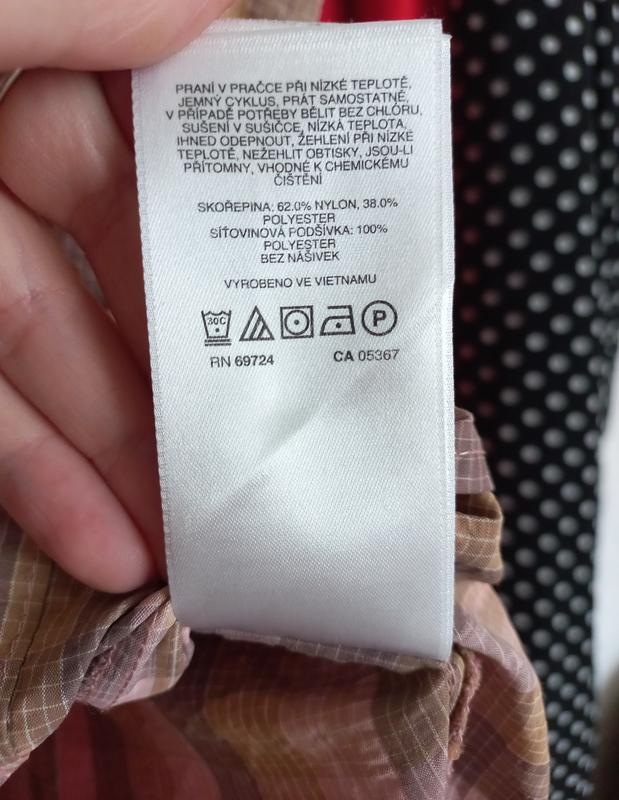 PRANÍ V PRAČCE PŘI NÍZKÉ TEPLOTĚ,
JEMNÝ CYKLUS, PRÁT SAMOSTATNĚ,
V PŘÍPADĚ POTŘEBY BĚLIT BEZ CHLÓRU,
SUŠENÍ V SUŠIČCE, NÍZKÁ TEPLOTA,
IHNED ODEPNOUT, ŽEHLENÍ PŘI NÍZKÉ
TEPLOTĚ, NEŽEHLIT OBTISKY, JSOU-LI
PŘÍTOMNY, VHODNÉ K CHEMICKÉMU
ČIŠTĚNÍ
SKOŘEPINA: 62.0% NYLON, 38.0%
POLYESTER
SÍŤOVINOVÁ PODŠÍVKA: 100%
POLYESTER
BEZ NÁŠIVEK
VYROBENO VE VIETNAMU
30C P
RN 69724 CA 05367